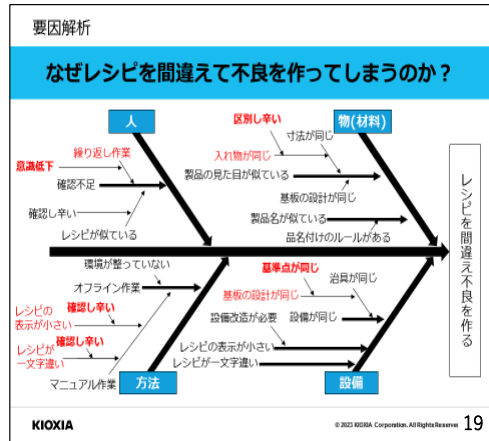 要因解析
なぜレシピを間違えて不良を作ってしまうのか？
人
物(材料)
繰り返し作業
意識低下
確認不足
確認し辛い
レシピが似ている
区別し辛い
寸法が同じ
入れ物が同じ
製品の見た目が似ている
基板の設計が同じ
製品名が似ている
品名付けのルールがある
レシピを間違え不良を作る
環境が整っていない
オフライン作業
確認し辛い
レシピの
表示が小さい
確認し辛い
レシピが
一文字違い
マニュアル作業
方法
基準点が同じ
治具が同じ
基板の設計が同じ
設備改造が必要
設備が同じ
レシピの表示が小さい
レシピが一文字違い
設備
KIOXIA
© 2023 KIOXIA Corporation. All Rights Reserved
19